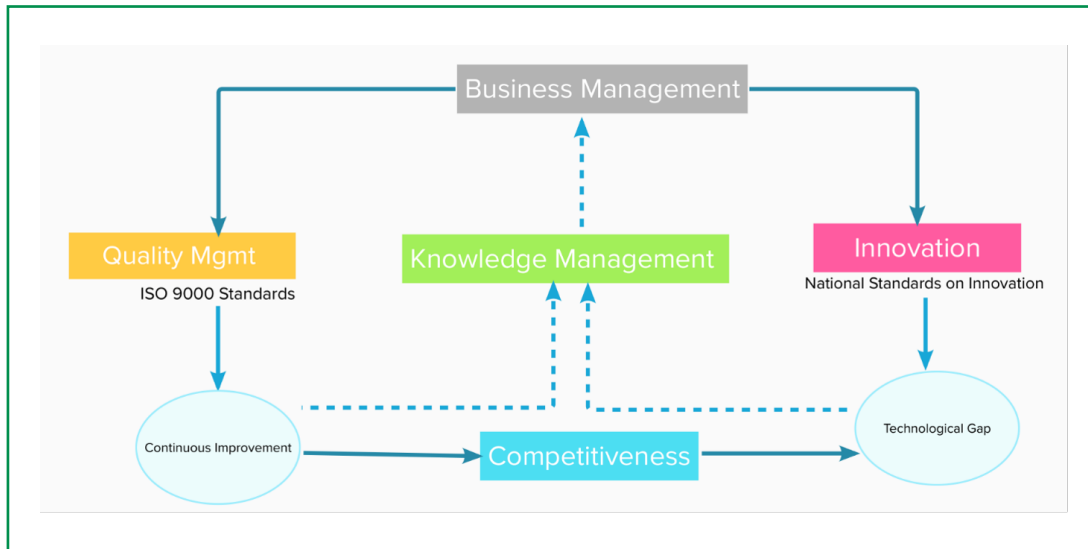 Business Management
Quality Mgmt
Knowledge Management
Innovation
ISO 9000 Standards
National Standards on Innovation
Continuous Improvement
Competitiveness
Technological Gap